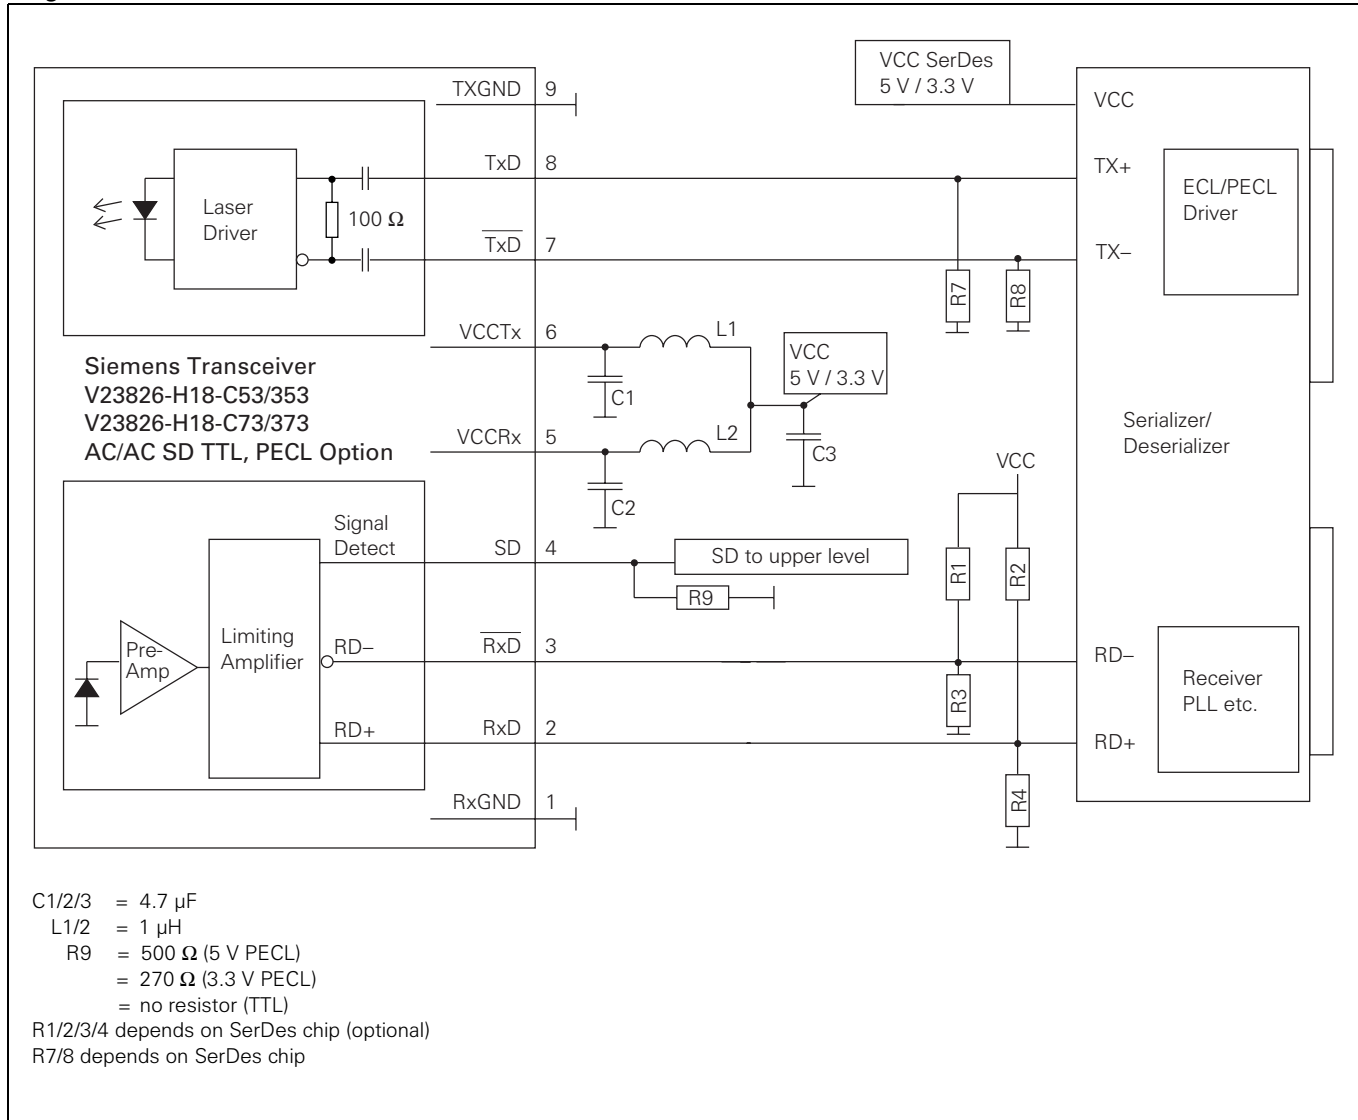 VCC SerDes
5 V / 3.3 V
TXGND 9
VCC
TxD 8
TX+
ECL/PECL
Driver
Laser
Driver
100 Ω
TxD 7
TX–
R7
R8
VCCTx 6
L1
VCC
5 V / 3.3 V
C1
Siemens Transceiver
V23826-H18-C53/353
V23826-H18-C73/373
AC/AC SD TTL, PECL Option
VCCRx 5
L2
C3
C2
Serializer/
Deserializer
VCC
Signal
Detect
SD 4
SD to upper level
R9
R1
R2
Pre-
Amp
Limiting
Amplifier
RD–
RxD 3
RD–
R3
Receiver
PLL etc.
RD+
RxD 2
RD+
R4
RxGND 1
C1/2/3 = 4.7 µF
L1/2 = 1 µH
R9 = 500 Ω (5 V PECL)
= 270 Ω (3.3 V PECL)
= no resistor (TTL)
R1/2/3/4 depends on SerDes chip (optional)
R7/8 depends on SerDes chip